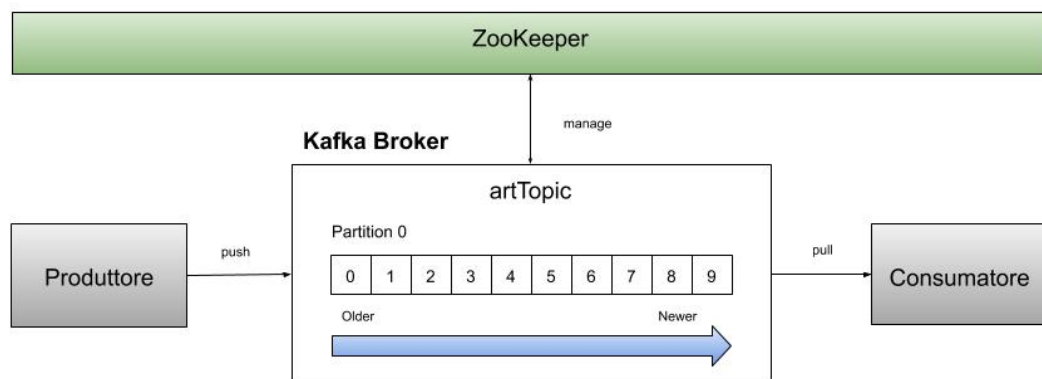 ZooKeeper
manage
Kafka Broker
artTopic
Partition 0
0 1 2 3 4 5 6 7 8 9
Older Newer
Produttore
push
pull
Consumatore